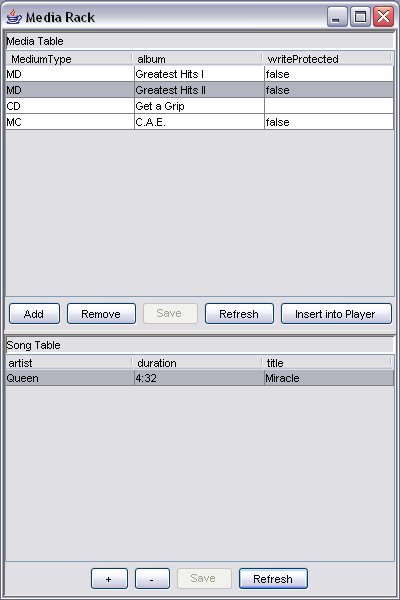 Media Rack
Media Table
MediumType album writeProtected
MD Greatest Hits I false
MD Greatest Hits II false
CD Get a Grip
MC C.A.E. false
Add Remove Save Refresh Insert into Player
Song Table
artist duration title
Queen 4:32 Miracle
+ - Save Refresh